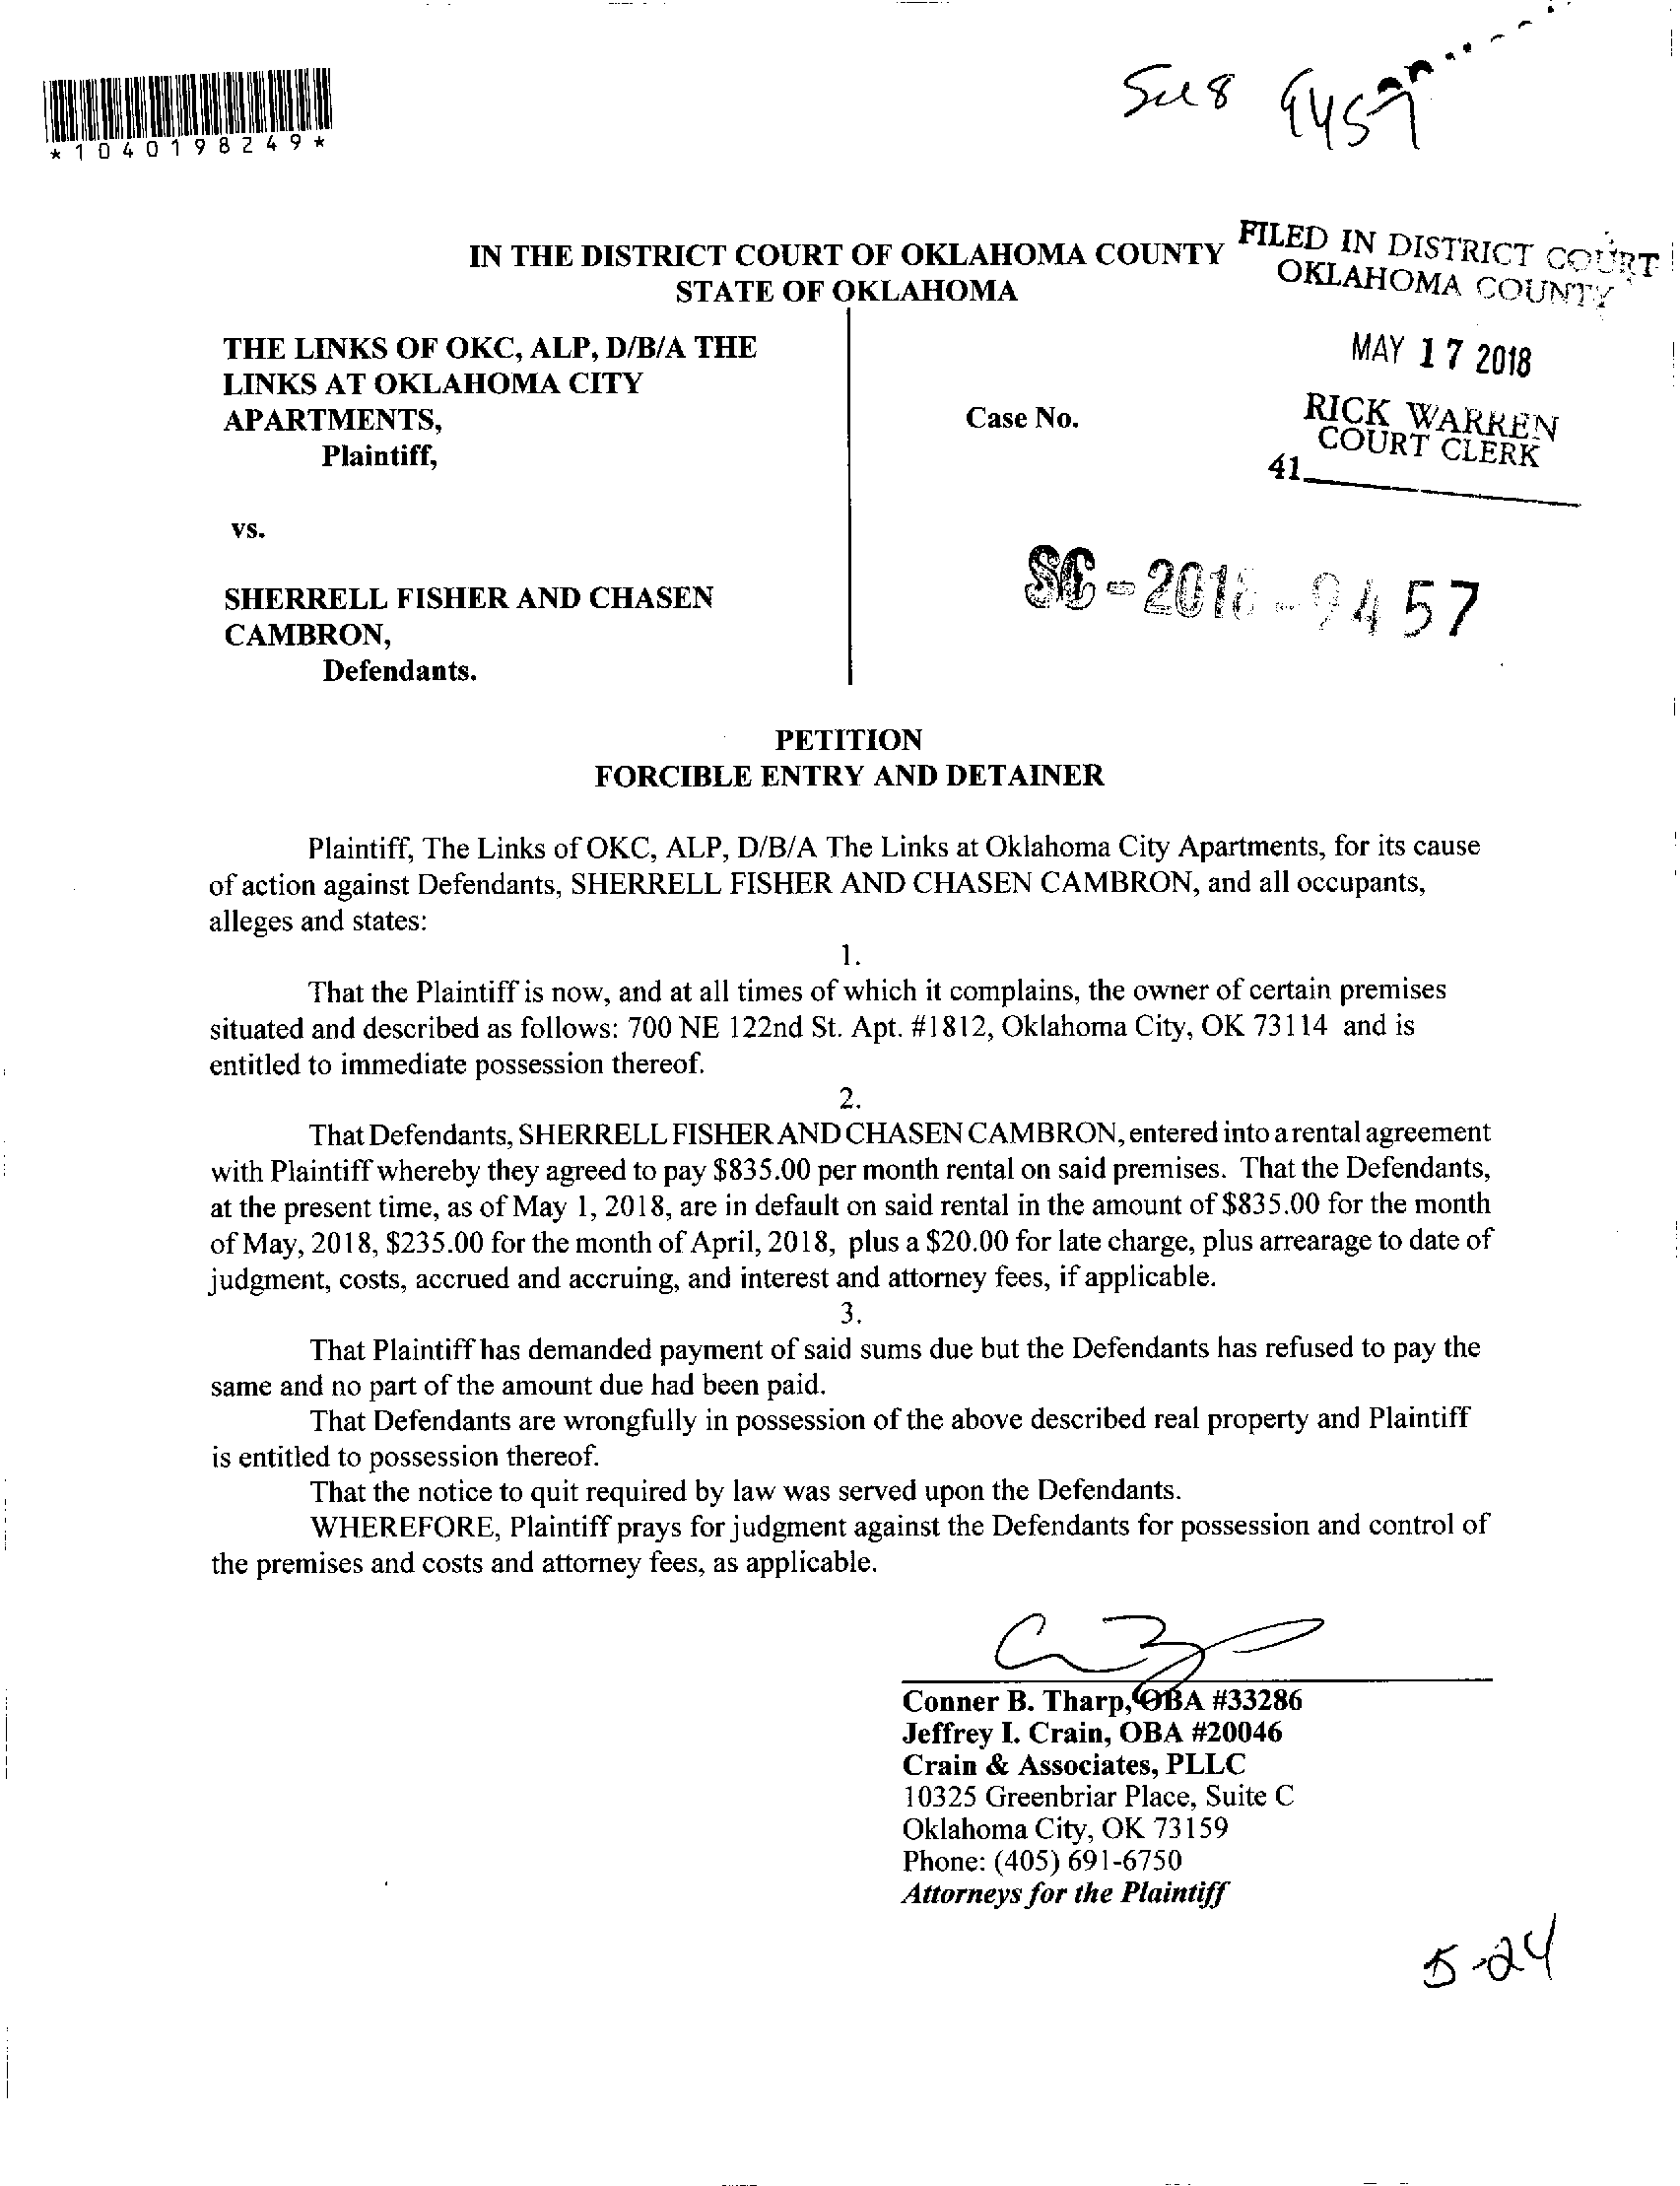 *1040198249*
9457
IN THE DISTRICT COURT OF OKLAHOMA COUNTY
STATE OF OKLAHOMA
FILED IN DISTRICT COURT
OKLAHOMA COUNTY
MAY 17 2018
RICK WARREN
COURT CLERK
41
THE LINKS OF OKC, ALP, D/B/A THE
LINKS AT OKLAHOMA CITY
APARTMENTS,
Plaintiff,
Case No.
vs.
SC-2018-9457
SHERRELL FISHER AND CHASEN
CAMBRON,
Defendants.
PETITION
FORCIBLE ENTRY AND DETAINER
Plaintiff, The Links of OKC, ALP, D/B/A The Links at Oklahoma City Apartments, for its cause
of action against Defendants, SHERRELL FISHER AND CHASEN CAMBRON, and all occupants,
alleges and states:
1.
That the Plaintiff is now, and at all times of which it complains, the owner of certain premises
situated and described as follows: 700 NE 122nd St. Apt. #1812, Oklahoma City, OK 73114 and is
entitled to immediate possession thereof.
2.
That Defendants, SHERRELL FISHER AND CHASEN CAMBRON, entered into a rental agreement
with Plaintiff whereby they agreed to pay $835.00 per month rental on said premises. That the Defendants,
at the present time, as of May 1, 2018, are in default on said rental in the amount of $835.00 for the month
of May, 2018, $235.00 for the month of April, 2018, plus a $20.00 for late charge, plus arrearage to date of
judgment, costs, accrued and accruing, and interest and attorney fees, if applicable.
3.
That Plaintiff has demanded payment of said sums due but the Defendants has refused to pay the
same and no part of the amount due had been paid.
That Defendants are wrongfully in possession of the above described real property and Plaintiff
is entitled to possession thereof.
That the notice to quit required by law was served upon the Defendants.
WHEREFORE, Plaintiff prays for judgment against the Defendants for possession and control of
the premises and costs and attorney fees, as applicable.
Conner B. Tharp, OBA #33286
Jeffrey I. Crain, OBA #20046
Crain & Associates, PLLC
10325 Greenbriar Place, Suite C
Oklahoma City, OK 73159
Phone: (405) 691-6750
Attorneys for the Plaintiff
5-24